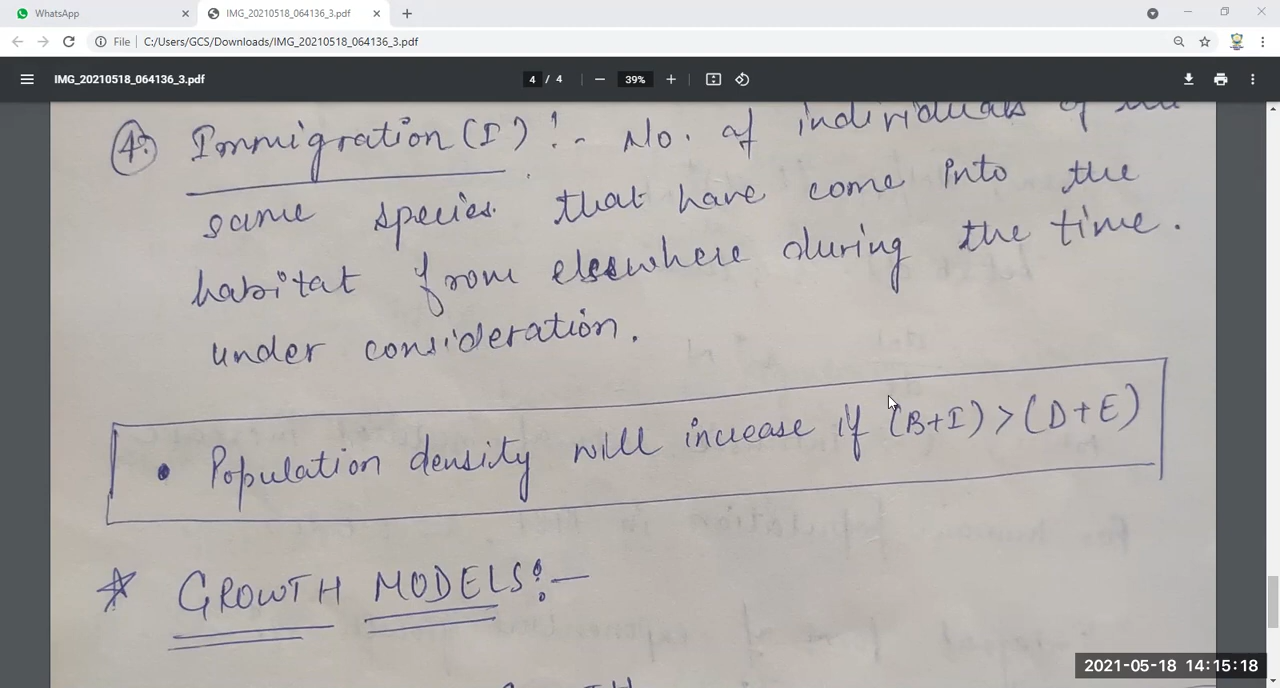 WhatsApp
IMG_20210518_064136_3.pdf
File C:/Users/GCS/Downloads/IMG_20210518_064136_3.pdf
IMG_20210518_064136_3.pdf
4 / 4
39%
④ Immigration (I) :- No. of individuals of the
same species that have come into the
habitat from elsewhere during the time.
under consideration.
• Population density will increase if (B+I) > (D+E)
* GROWTH MODELS :-
2021-05-18 14:15:18